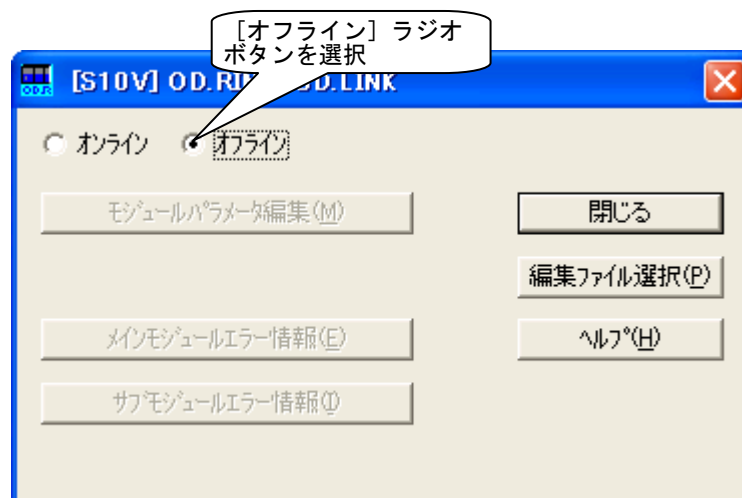 ［オフライン］ラジオ
ボタンを選択
OD.R
[S10V] OD.RI SD.LINK
オンライン オフライン
モジュールパラメータ編集(M)
閉じる
編集ファイル選択(P)
メインモジュールエラー情報(E)
ヘルプ(H)
サブモジュールエラー情報(I)